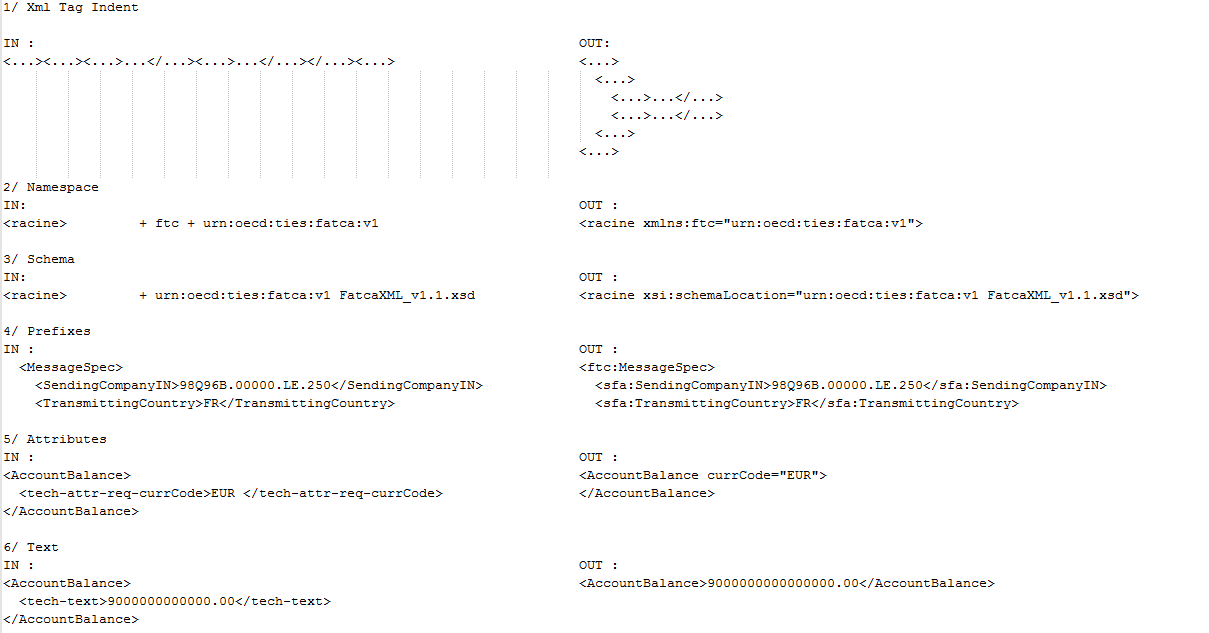 1/ Xml Tag Indent
IN : OUT:
<...><...><...>...</...><...>...</...></...><...> <...>
<...>
<...>...</...>
<...>...</...>
<...>
<...>
2/ Namespace
IN: OUT :
<racine> + ftc + urn:oecd:ties:fatca:v1 <racine xmlns:ftc="urn:oecd:ties:fatca:v1">
3/ Schema
IN: OUT :
<racine> + urn:oecd:ties:fatca:v1 FatcaXML_v1.1.xsd <racine xsi:schemaLocation="urn:oecd:ties:fatca:v1 FatcaXML_v1.1.xsd">
4/ Prefixes
IN : OUT :
<MessageSpec> <ftc:MessageSpec>
<SendingCompanyIN>98Q96B.00000.LE.250</SendingCompanyIN> <sfa:SendingCompanyIN>98Q96B.00000.LE.250</sfa:SendingCompanyIN>
<TransmittingCountry>FR</TransmittingCountry> <sfa:TransmittingCountry>FR</sfa:TransmittingCountry>
5/ Attributes
IN : OUT :
<AccountBalance> <AccountBalance currCode="EUR">
<tech-attr-req-currCode>EUR </tech-attr-req-currCode> </AccountBalance>
</AccountBalance>
6/ Text
IN : OUT :
<AccountBalance> <AccountBalance>9000000000000000.00</AccountBalance>
<tech-text>9000000000000.00</tech-text>
</AccountBalance>